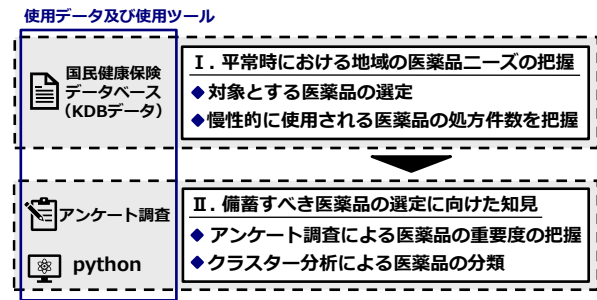 使用データ及び使用ツール
国民健康保険
データベース
(KDBデータ)
Ⅰ. 平常時における地域の医薬品ニーズの把握
◆対象とする医薬品の選定
◆慢性的に使用される医薬品の処方件数を把握
アンケート調査
python
Ⅱ. 備蓄すべき医薬品の選定に向けた知見
◆ アンケート調査による医薬品の重要度の把握
◆ クラスター分析による医薬品の分類